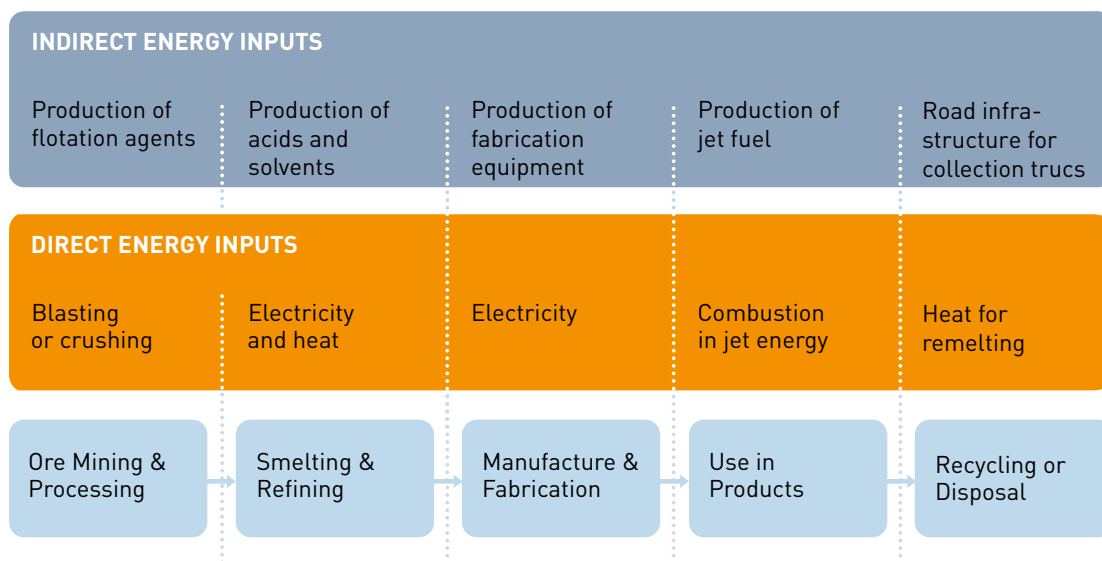 INDIRECT ENERGY INPUTS
Production of
flotation agents
Production of
acids and
solvents
Production of
fabrication
equipment
Production of
jet fuel
Road infra-
structure for
collection trucs
DIRECT ENERGY INPUTS
Blasting
or crushing
Electricity
and heat
Electricity
Combustion
in jet energy
Heat for
remelting
Ore Mining &
Processing
Smelting &
Refining
Manufacture &
Fabrication
Use in
Products
Recycling or
Disposal